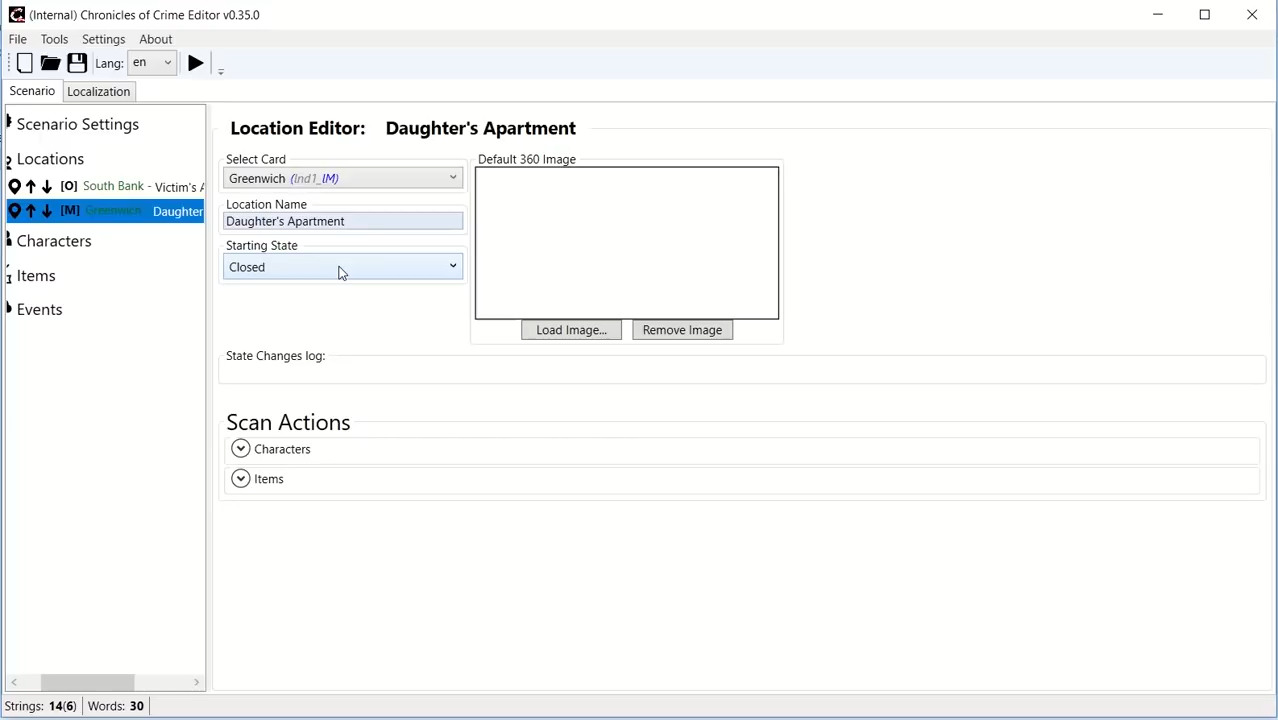 (Internal) Chronicles of Crime Editor v0.35.0
File Tools Settings About
Lang: en
Scenario Localization
Scenario Settings
Locations
[O] South Bank - Victim's A
[M] Greenwich Daughter
Characters
Items
Events
Location Editor: Daughter's Apartment
Select Card
Greenwich (lnd1_lM)
Location Name
Daughter's Apartment
Starting State
Closed
Default 360 Image
Load Image... Remove Image
State Changes log:
Scan Actions
Characters
Items
Strings: 14(6) Words: 30